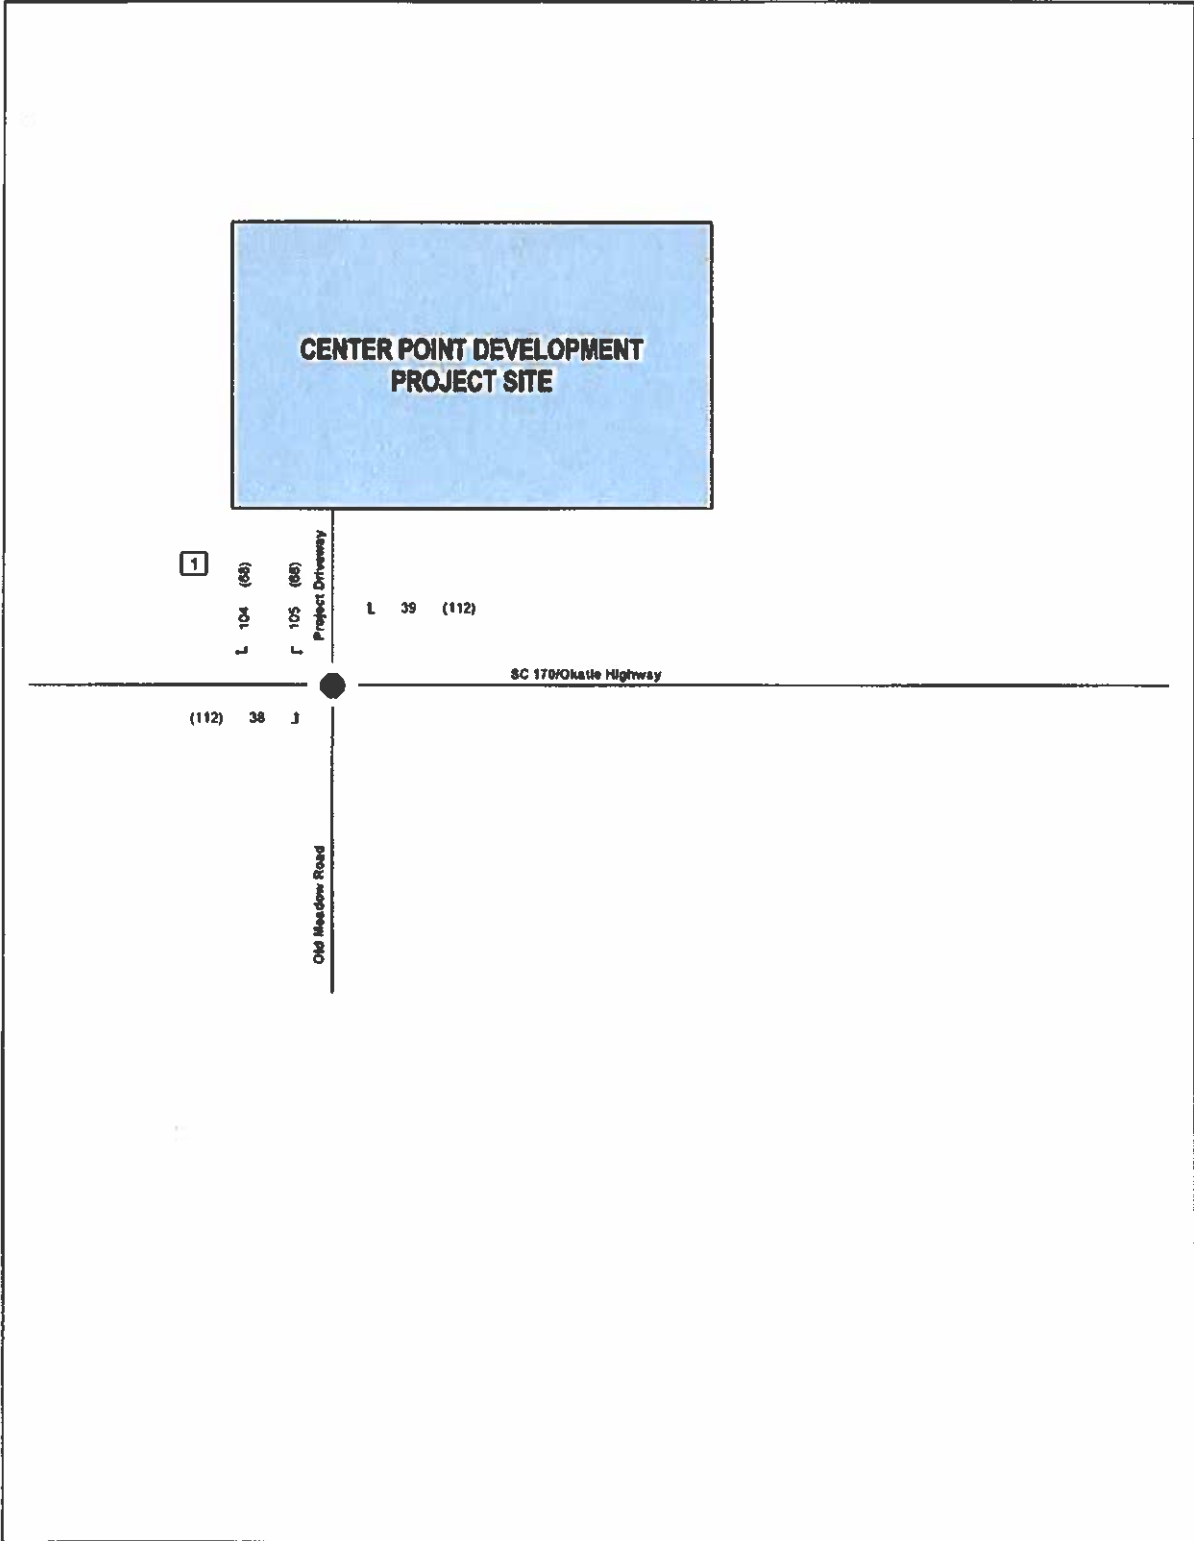 CENTER POINT DEVELOPMENT
PROJECT SITE
1
104 (68)
105 (68)
Project Driveway
39 (112)
SC 170/Okatie Highway
(112) 38
Old Meadow Road